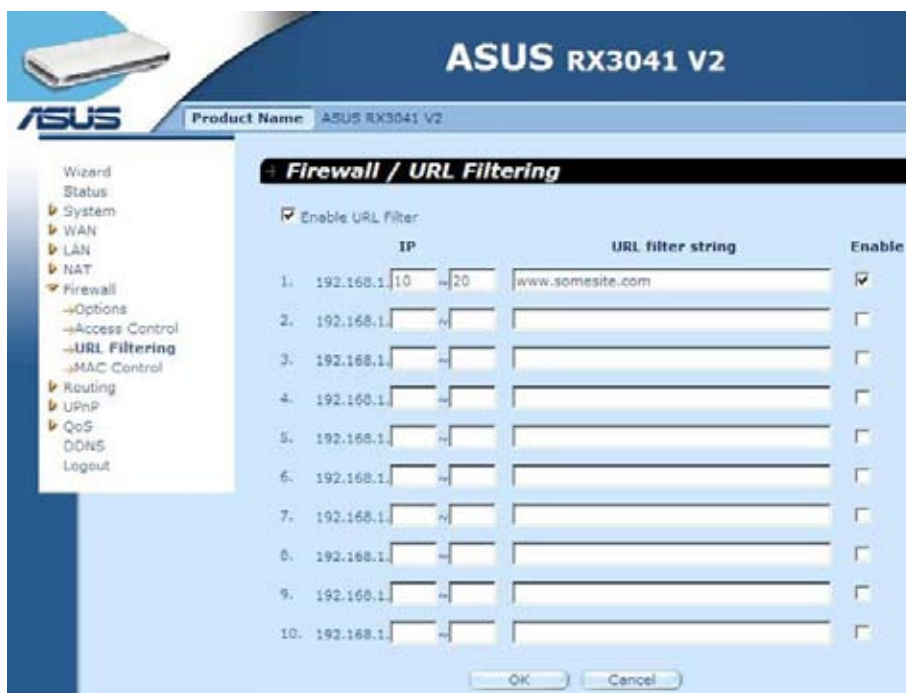 ASUS RX3041 V2
ASUS
Product Name ASUS RX3041 V2
Wizard
Status
System
WAN
LAN
NAT
Firewall
Options
Access Control
URL Filtering
MAC Control
Routing
UPnP
QoS
DDNS
Logout
Firewall / URL Filtering
Enable URL Filter
IP URL filter string Enable
1. 192.168.1. 10 ~ 20 www.somesite.com
2. 192.168.1. ~
3. 192.168.1. ~
4. 192.168.1. ~
5. 192.168.1. ~
6. 192.168.1. ~
7. 192.168.1. ~
8. 192.168.1. ~
9. 192.168.1. ~
10. 192.168.1. ~
OK Cancel